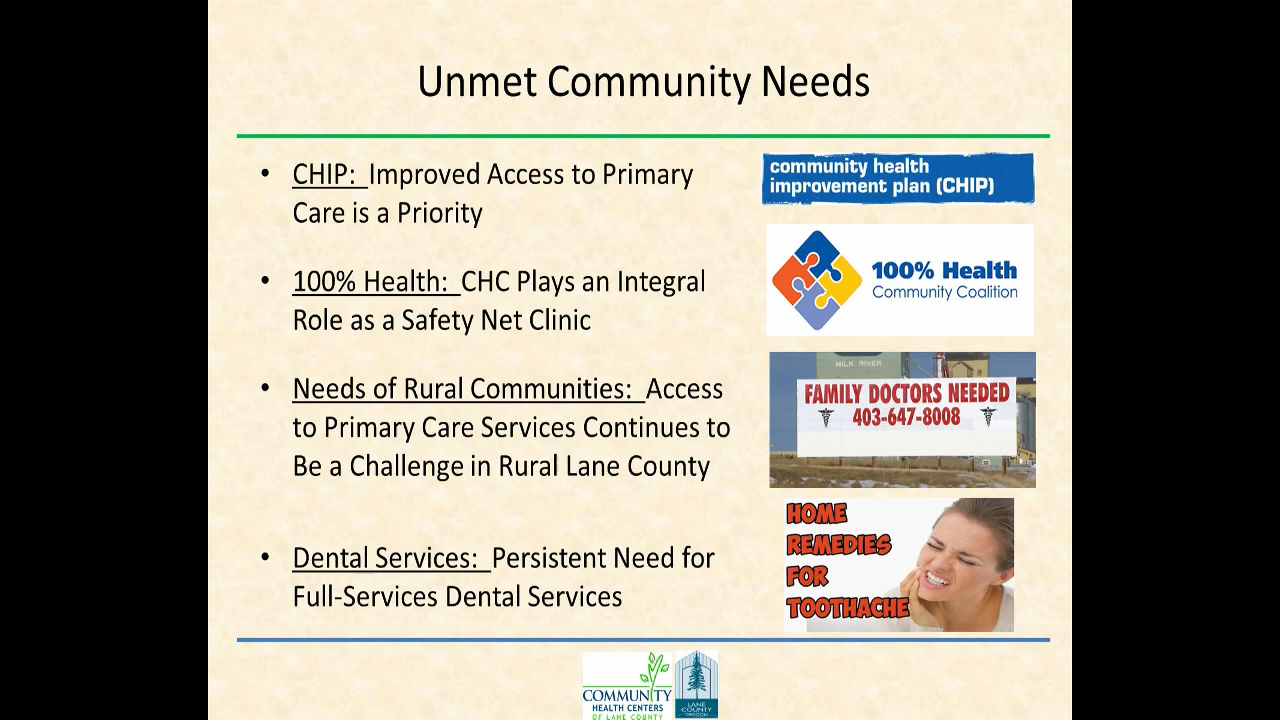 Unmet Community Needs
• CHIP: Improved Access to Primary
Care is a Priority
• 100% Health: CHC Plays an Integral
Role as a Safety Net Clinic
• Needs of Rural Communities: Access
to Primary Care Services Continues to
Be a Challenge in Rural Lane County
• Dental Services: Persistent Need for
Full-Services Dental Services
community health
improvement plan (CHIP)
100% Health
Community Coalition
MILK RIVER
FAMILY DOCTORS NEEDED
403-647-8008
HOME
REMEDIES
FOR
TOOTHACHE
COMMUNITY
HEALTH CENTERS
OF LANE COUNTY
LANE
COUNTY
OREGON